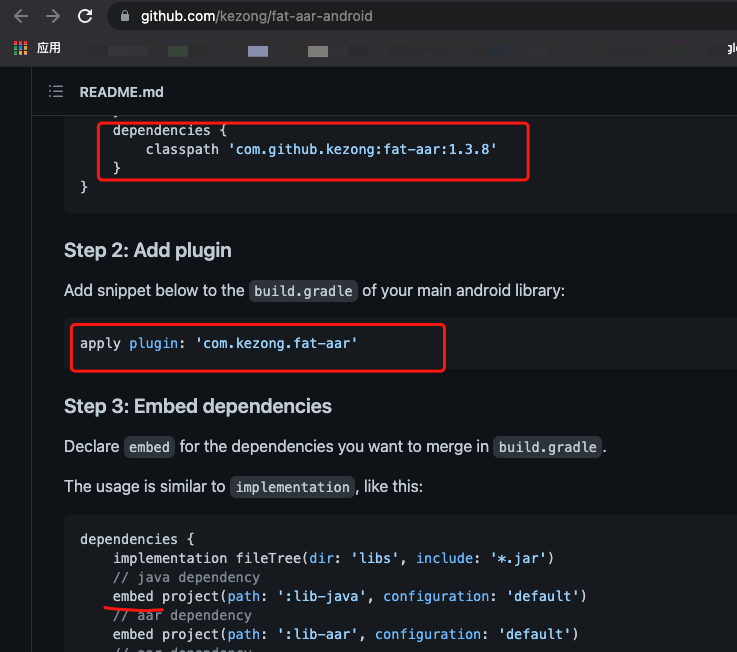 github.com/kezong/fat-aar-android
应用
README.md
dependencies {
classpath 'com.github.kezong:fat-aar:1.3.8'
}
}
Step 2: Add plugin
Add snippet below to the build.gradle of your main android library:
apply plugin: 'com.kezong.fat-aar'
Step 3: Embed dependencies
Declare embed for the dependencies you want to merge in build.gradle.
The usage is similar to implementation, like this:
dependencies {
implementation fileTree(dir: 'libs', include: '*.jar')
// java dependency
embed project(path: ':lib-java', configuration: 'default')
// aar dependency
embed project(path: ':lib-aar', configuration: 'default')
// aar dependency